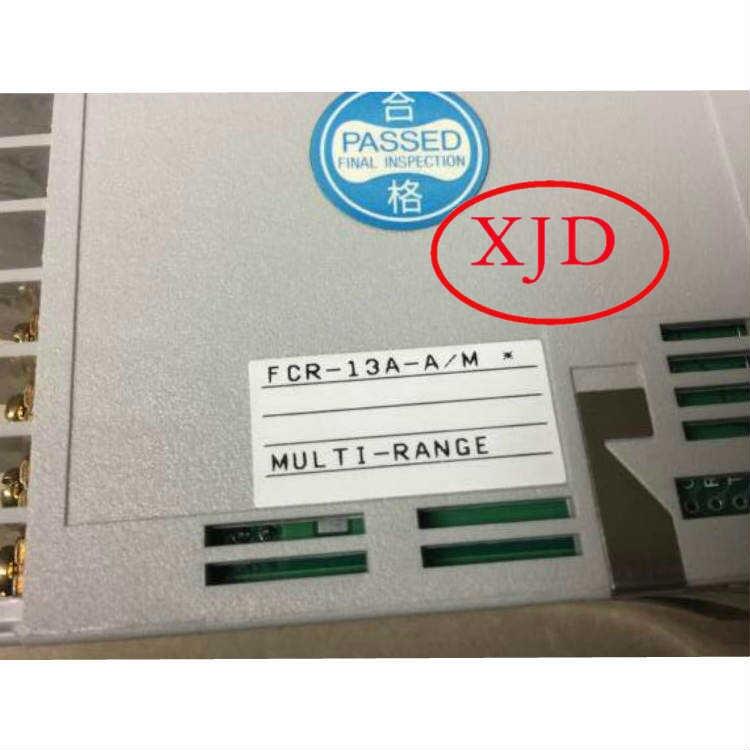 合
PASSED
FINAL INSPECTION
格
XJD
FCR-13A-A/M *
MULTI-RANGE